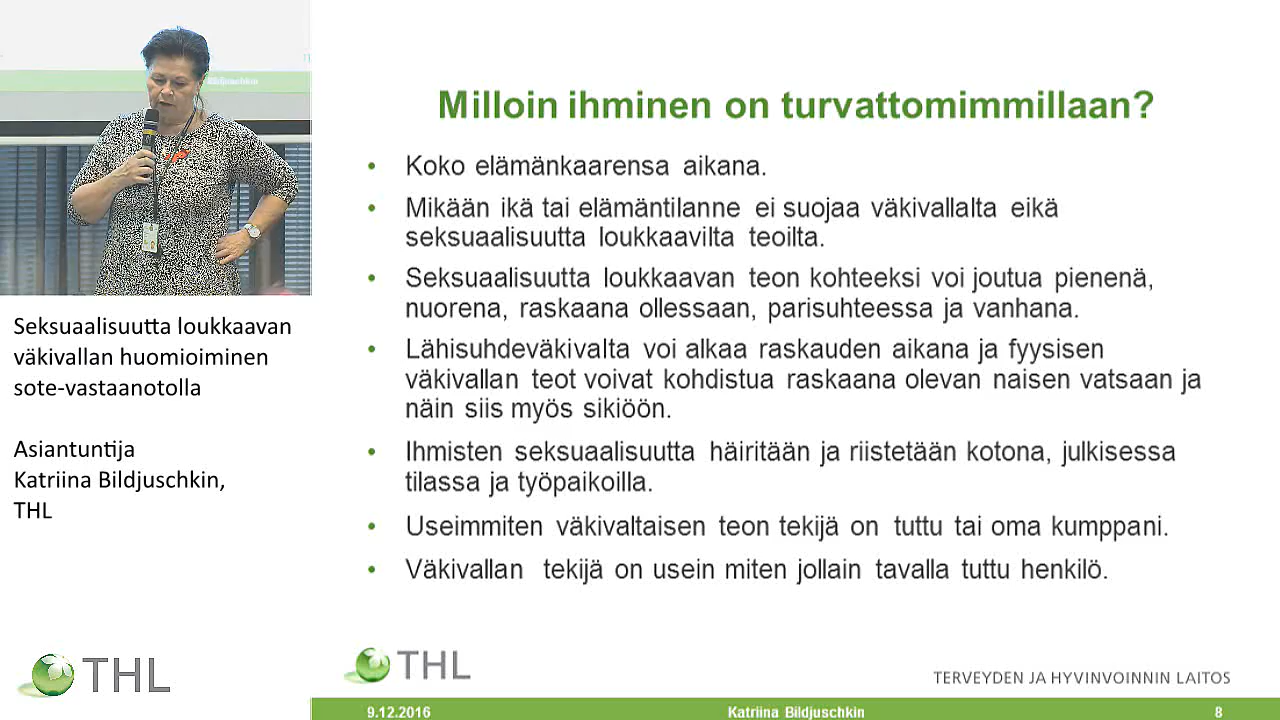 Bildjuschkin
Seksuaalisuutta loukkaavan
väkivallan huomioiminen
sote-vastaanotolla
Asiantuntija
Katriina Bildjuschkin,
THL
THL
Milloin ihminen on turvattomimmillaan?
• Koko elämänkaarensa aikana.
• Mikään ikä tai elämäntilanne ei suojaa väkivallalta eikä
seksuaalisuutta loukkaavilta teoilta.
• Seksuaalisuutta loukkaavan teon kohteeksi voi joutua pienenä,
nuorena, raskaana ollessaan, parisuhteessa ja vanhana.
• Lähisuhdeväkivalta voi alkaa raskauden aikana ja fyysisen
väkivallan teot voivat kohdistua raskaana olevan naisen vatsaan ja
näin siis myös sikiöön.
• Ihmisten seksuaalisuutta häiritään ja riistetään kotona, julkisessa
tilassa ja työpaikoilla.
• Useimmiten väkivaltaisen teon tekijä on tuttu tai oma kumppani.
• Väkivallan tekijä on usein miten jollain tavalla tuttu henkilö.
THL
TERVEYDEN JA HYVINVOINNIN LAITOS
9.12.2016 Katriina Bildjuschkin 8